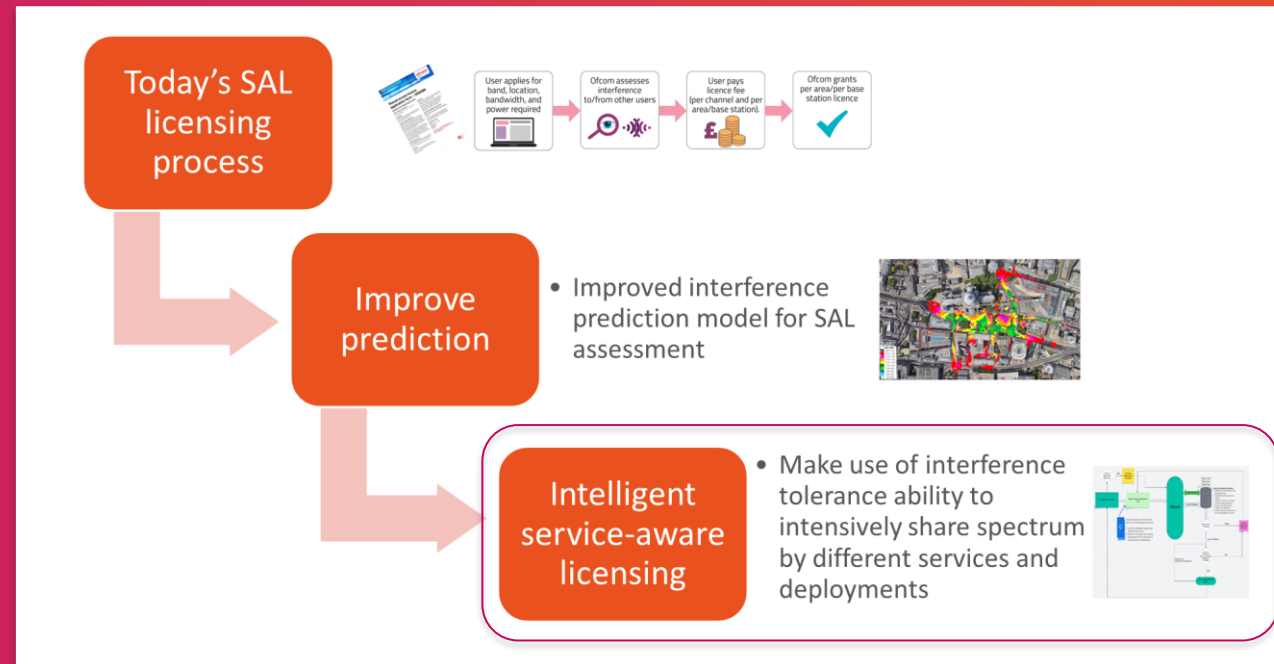 Today's SAL
licensing
process
User applies for
band, location,
bandwidth, and
power required
Ofcom assesses
interference
to/from other users
User pays
licence fee
(per channel and per
area/base station).
£
Ofcom grants
per area/per base
station licence
Improve
prediction
• Improved interference
prediction model for SAL
assessment
Intelligent
service-aware
licensing
• Make use of interference
tolerance ability to
intensively share spectrum
by different services and
deployments